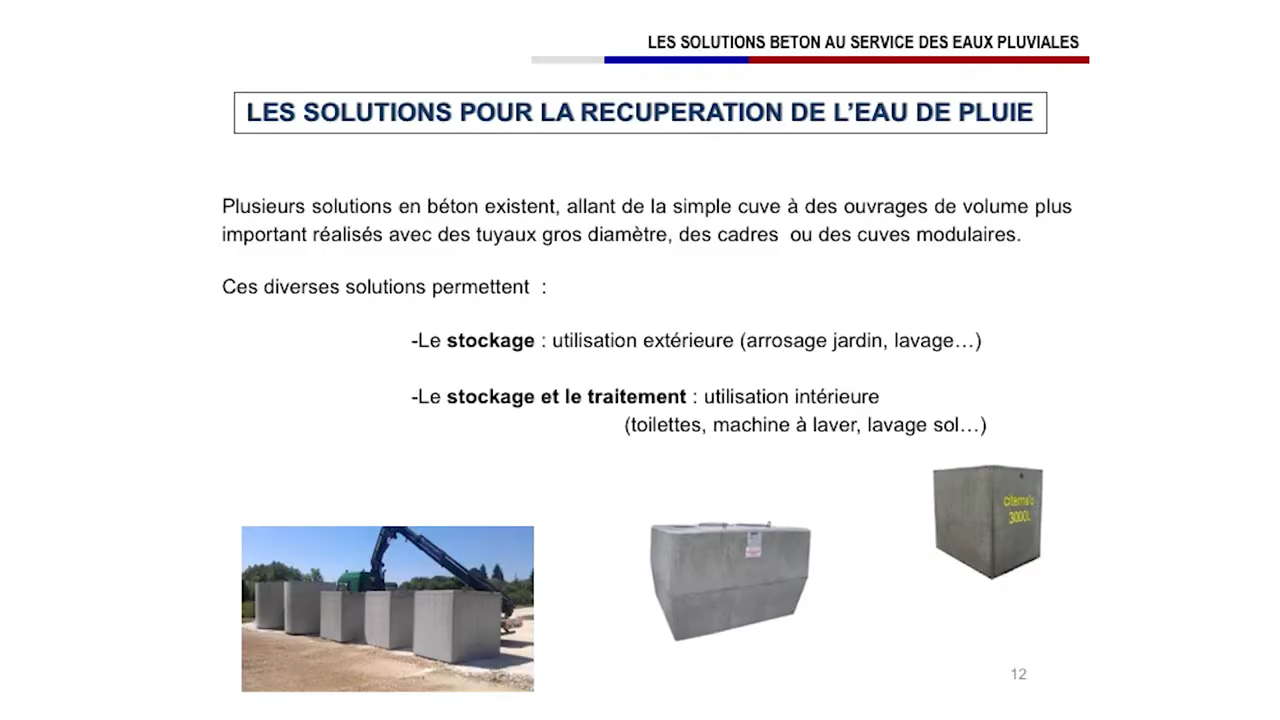 LES SOLUTIONS BETON AU SERVICE DES EAUX PLUVIALES
LES SOLUTIONS POUR LA RECUPERATION DE L’EAU DE PLUIE
Plusieurs solutions en béton existent, allant de la simple cuve à des ouvrages de volume plus
important réalisés avec des tuyaux gros diamètre, des cadres ou des cuves modulaires.
Ces diverses solutions permettent :
-Le stockage : utilisation extérieure (arrosage jardin, lavage…)
-Le stockage et le traitement : utilisation intérieure
(toilettes, machine à laver, lavage sol…)
3000L
12